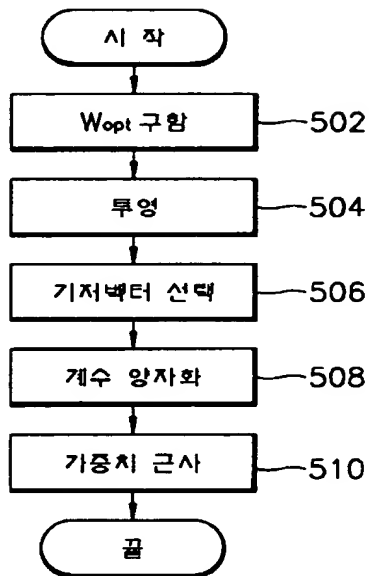 시 작
Wopt 구함
502
투영
504
기저벡터 선택
506
계수 양자화
508
가중치 근사
510
끝